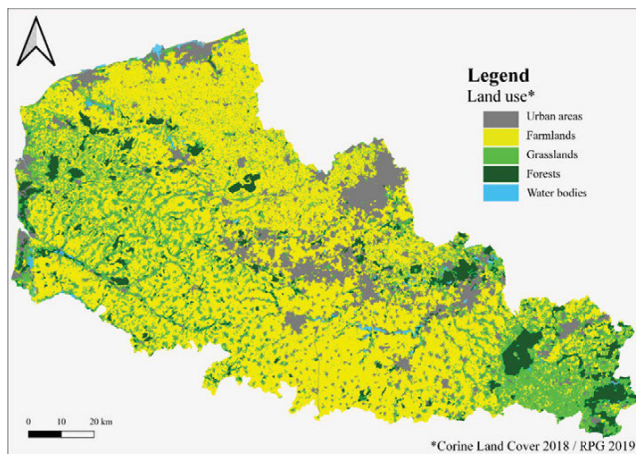 Legend
Land use*
Urban areas
Farmlands
Grasslands
Forests
Water bodies
0 10 20 km
*Corine Land Cover 2018 / RPG 2019